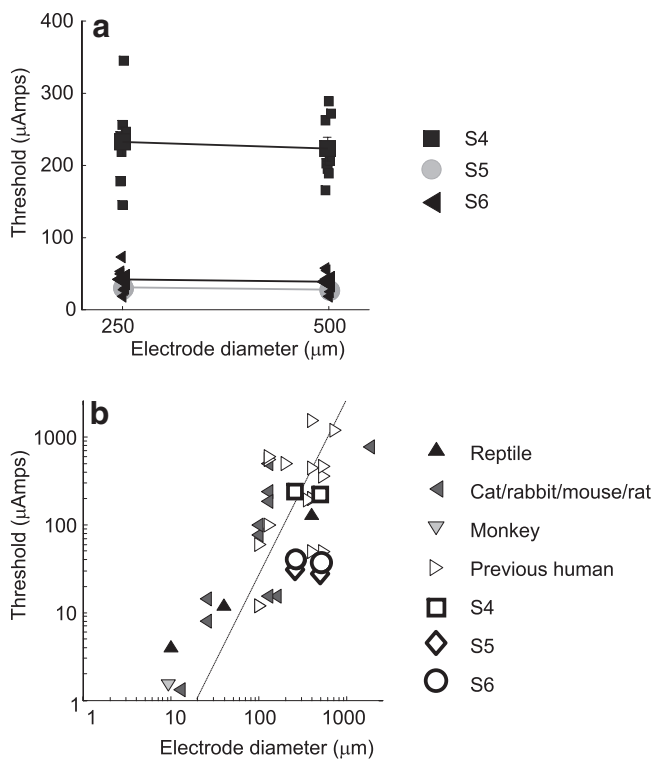 a
400
300
200
100
0
Threshold (μAmps)
250
500
Electrode diameter (μm)
S4
S5
S6
b
1000
100
10
1
Threshold (μAmps)
1
10
100
1000
Electrode diameter (μm)
Reptile
Cat/rabbit/mouse/rat
Monkey
Previous human
S4
S5
S6